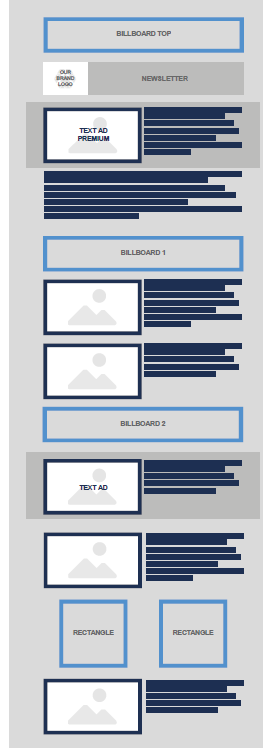 BILLBOARD TOP
OUR
BRAND
LOGO
NEWSLETTER
TEXT AD
PREMIUM
BILLBOARD 1
BILLBOARD 2
TEXT AD
RECTANGLE RECTANGLE